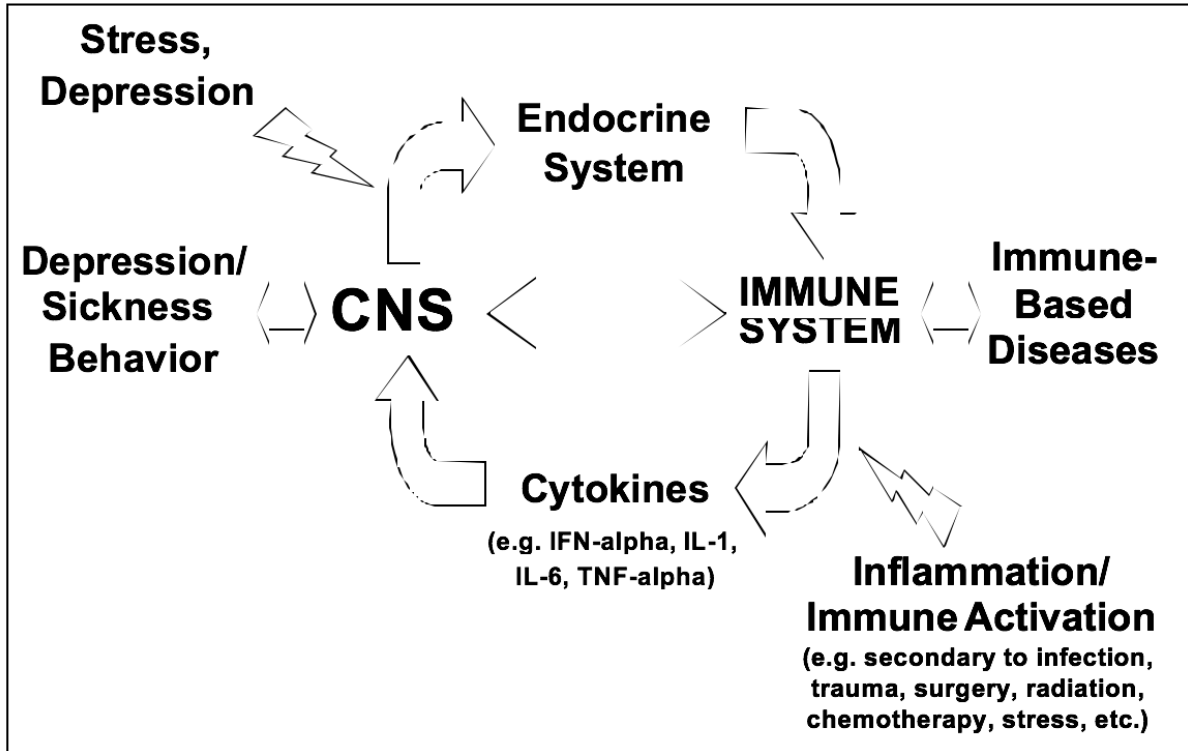 Stress,
Depression
Endocrine
System
Depression/
Sickness
Behavior
CNS
IMMUNE
SYSTEM
Immune-
Based
Diseases
Cytokines
(e.g. IFN-alpha, IL-1,
IL-6, TNF-alpha)
Inflammation/
Immune Activation
(e.g. secondary to infection,
trauma, surgery, radiation,
chemotherapy, stress, etc.)